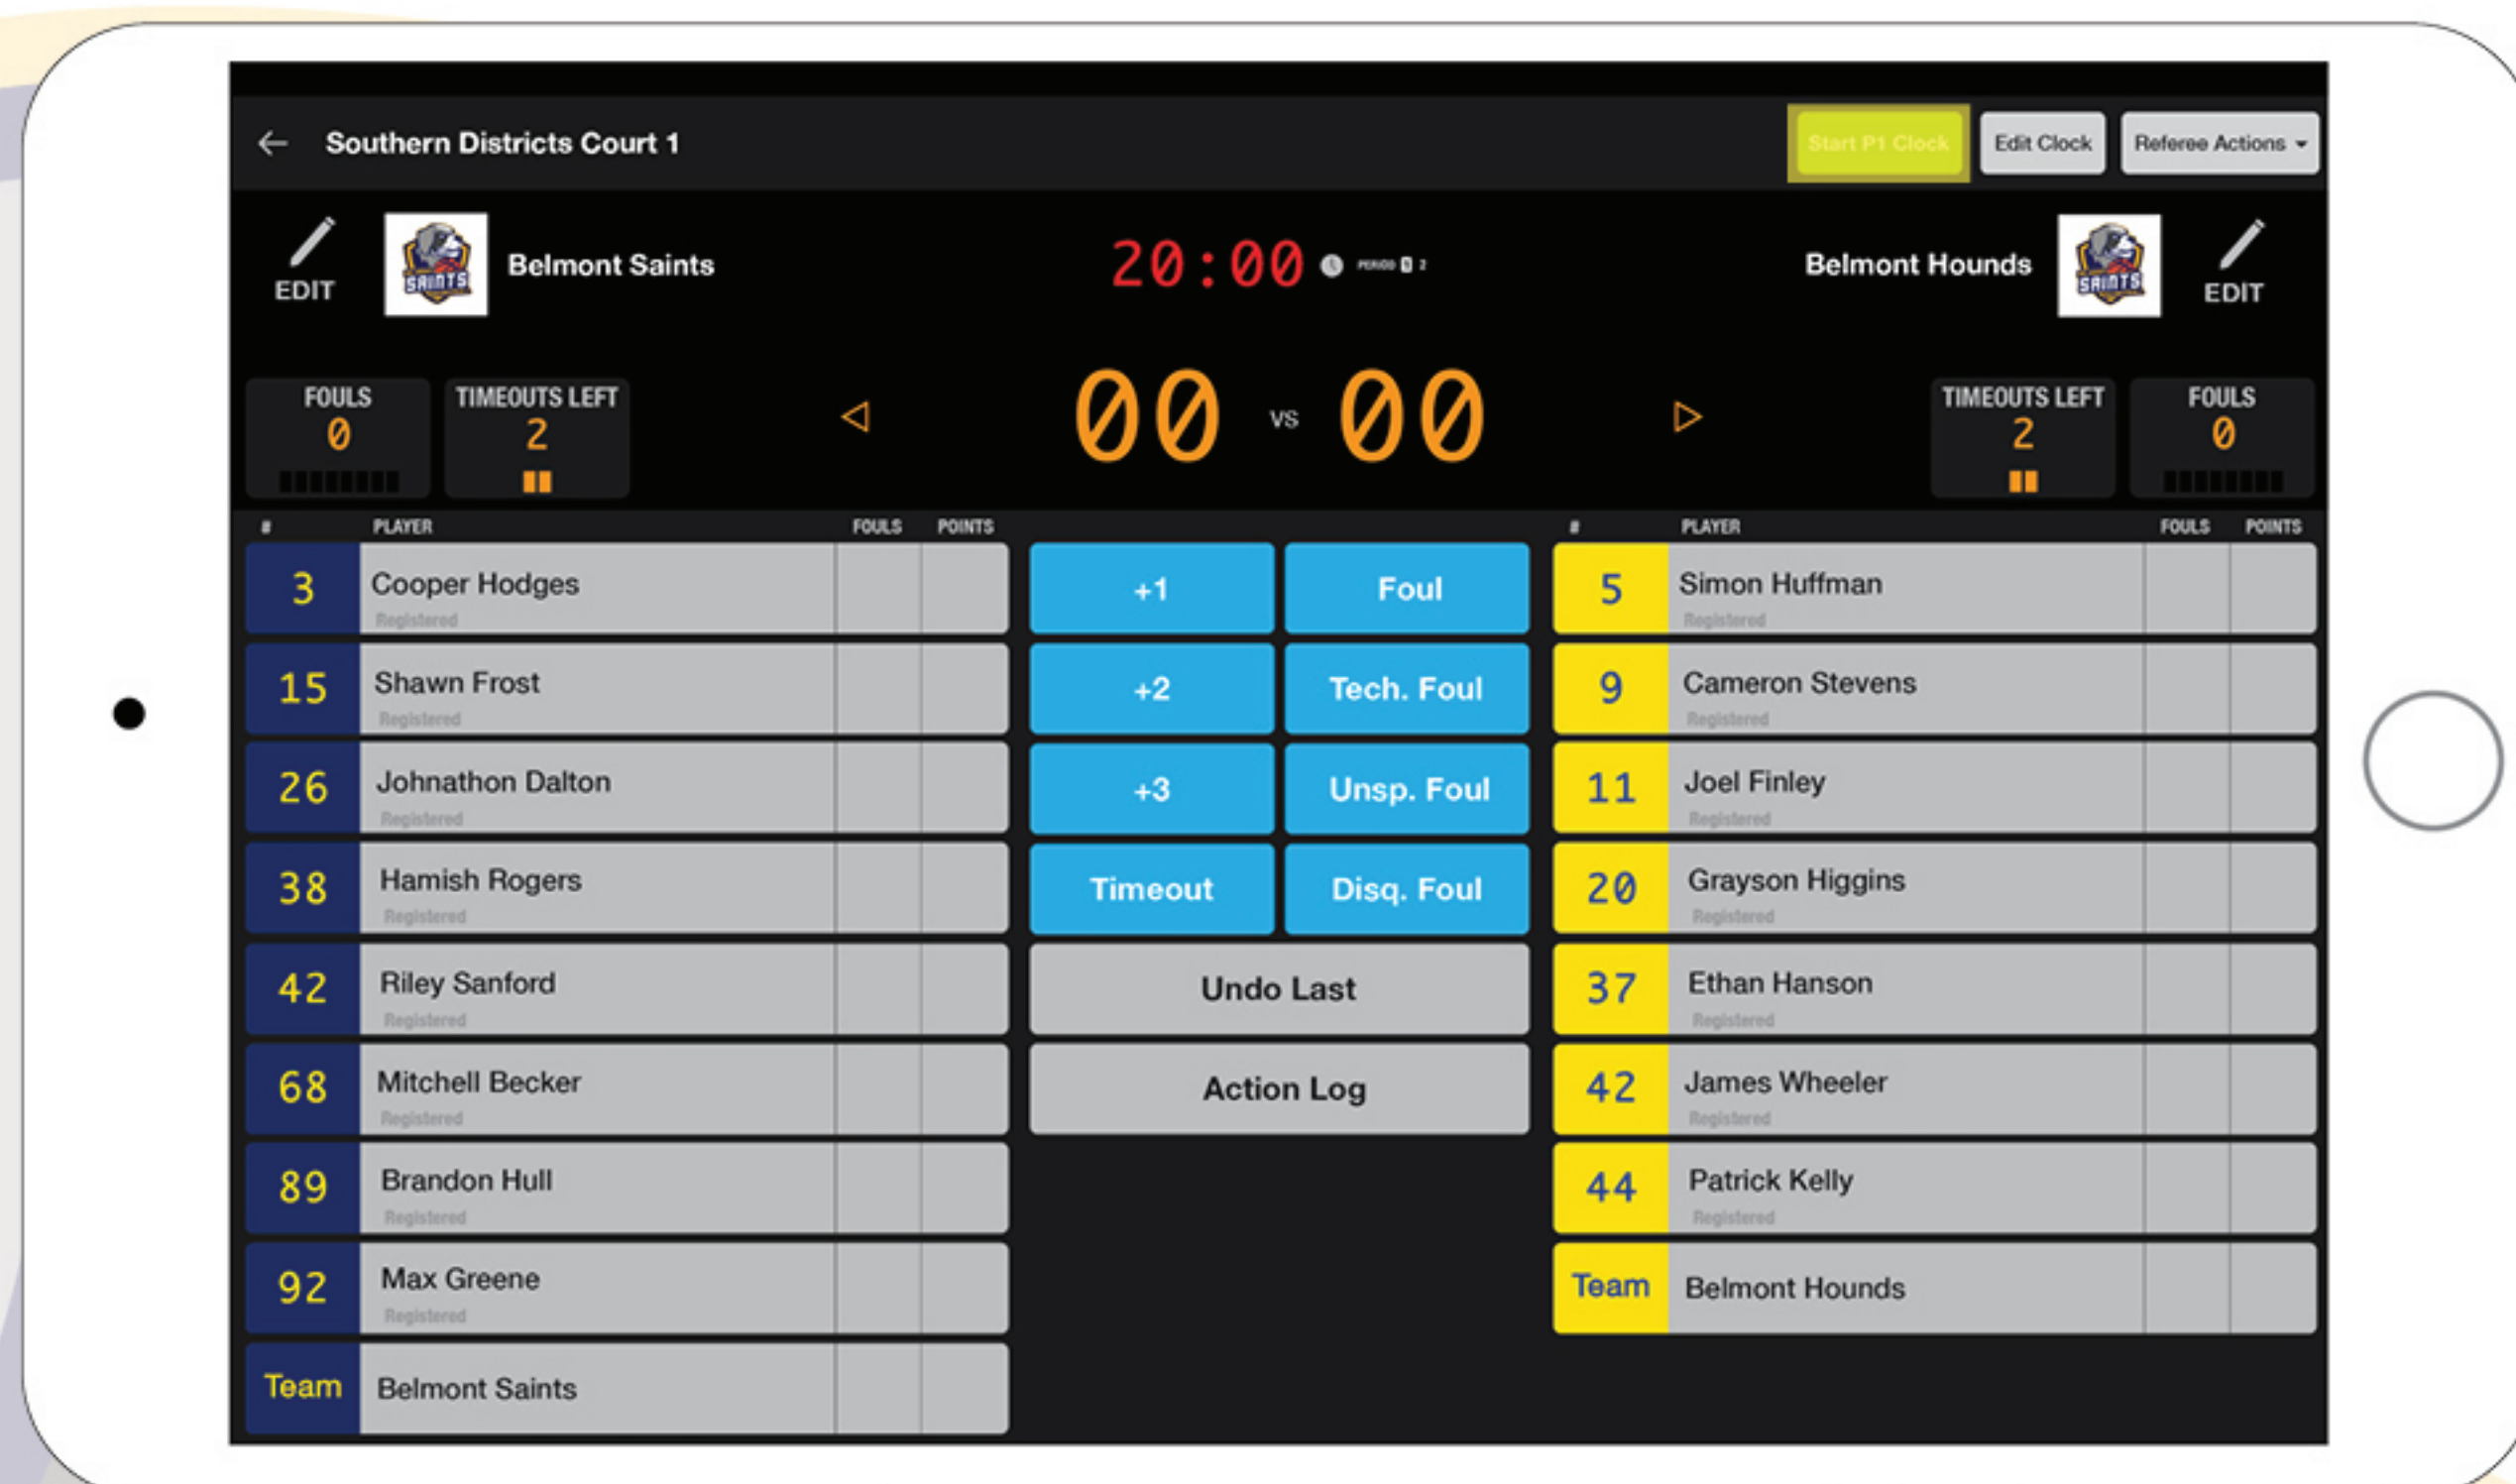 Southern Districts Court 1
Start P1 Clock
Edit Clock
Referee Actions
EDIT
SAINTS
Belmont Saints
20:00
PERIOD 1 2
Belmont Hounds
SAINTS
EDIT
FOULS
0
TIMEOUTS LEFT
2
00 vs 00
TIMEOUTS LEFT
2
FOULS
0
# PLAYER FOULS POINTS
3 Cooper Hodges
Registered
15 Shawn Frost
Registered
26 Johnathon Dalton
Registered
38 Hamish Rogers
Registered
42 Riley Sanford
Registered
68 Mitchell Becker
Registered
89 Brandon Hull
Registered
92 Max Greene
Registered
Team Belmont Saints
+1 Foul
+2 Tech. Foul
+3 Unsp. Foul
Timeout Disq. Foul
Undo Last
Action Log
# PLAYER FOULS POINTS
5 Simon Huffman
Registered
9 Cameron Stevens
Registered
11 Joel Finley
Registered
20 Grayson Higgins
Registered
37 Ethan Hanson
Registered
42 James Wheeler
Registered
44 Patrick Kelly
Registered
Team Belmont Hounds